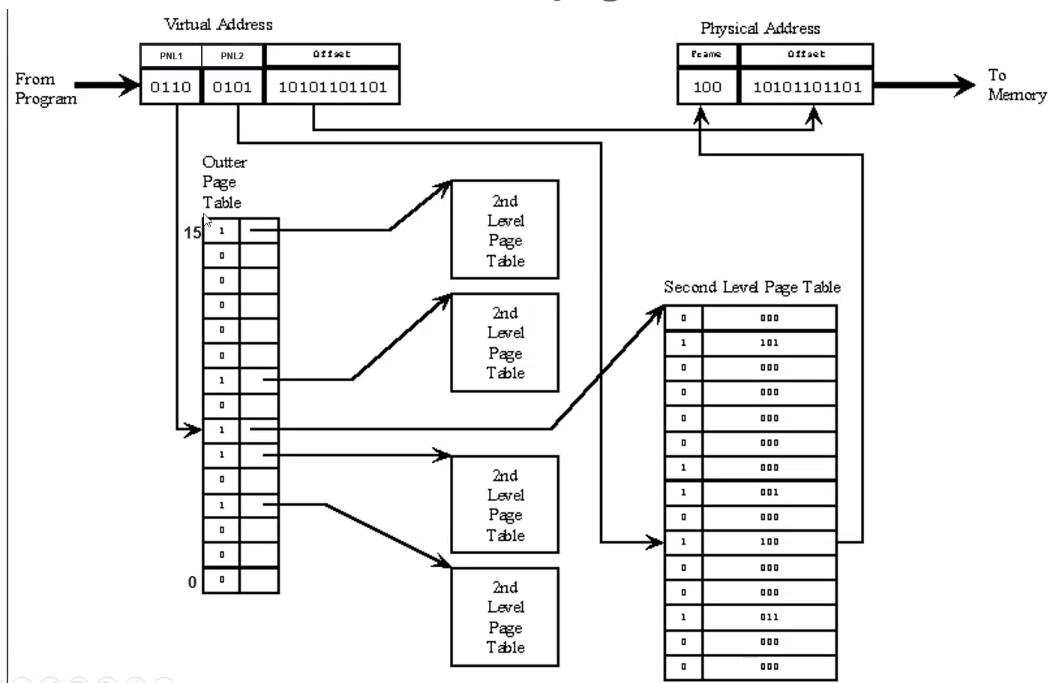 Virtual Address
PNL1 PNL2 Offset
From
Program
0110 0101 10101101101
Physical Address
Frame Offset
100 10101101101
To
Memory
Outter
Page
Table
15 1
0
0
0
0
0
1
0
1
1
0
1
0
0
0 0
2nd
Level
Page
Table
2nd
Level
Page
Table
2nd
Level
Page
Table
2nd
Level
Page
Table
Second Level Page Table
0 000
1 101
0 000
0 000
0 000
0 000
1 000
1 001
0 000
1 100
0 000
0 000
1 011
0 000
0 000